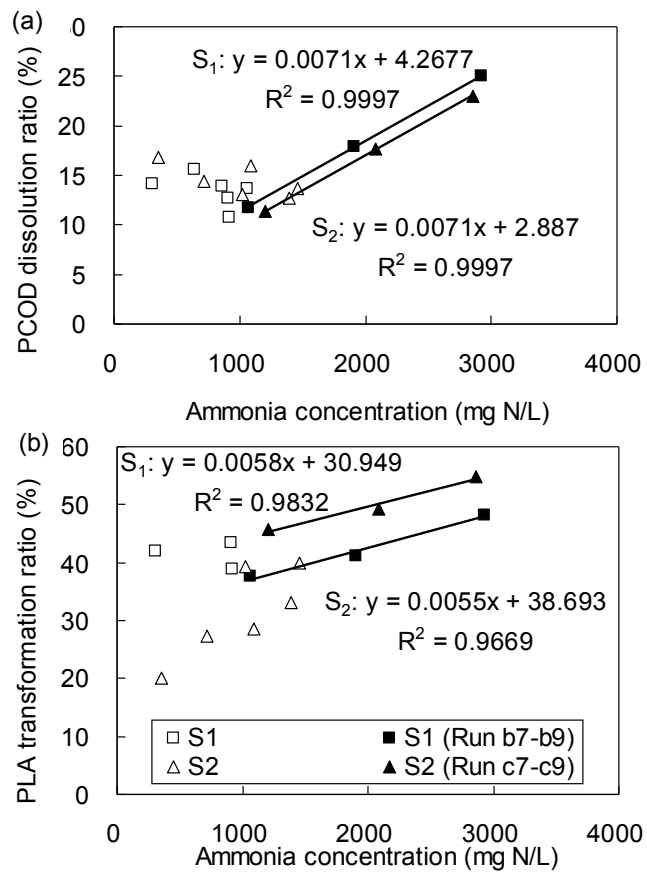 (a)
30
S1: y = 0.0071x + 4.2677
R2 = 0.9997
25
20
15
10
5
0
S2: y = 0.0071x + 2.887
R2 = 0.9997
0 1000 2000 3000 4000
PCOD dissolution ratio (%)
Ammonia concentration (mg N/L)
(b)
60
S1: y = 0.0058x + 30.949
R2 = 0.9832
50
40
30
20
10
0
S2: y = 0.0055x + 38.693
R2 = 0.9669
S1
S1 (Run b7-b9)
S2
S2 (Run c7-c9)
0 1000 2000 3000 4000
PLA transformation ratio (%)
Ammonia concentration (mg N/L)